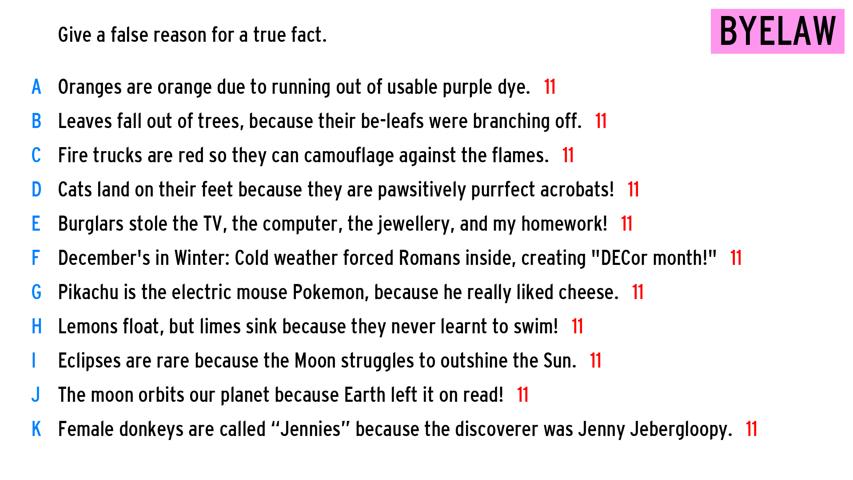 Give a false reason for a true fact.
BYELAW
A Oranges are orange due to running out of usable purple dye. 11
B Leaves fall out of trees, because their be-leafs were branching off. 11
C Fire trucks are red so they can camouflage against the flames. 11
D Cats land on their feet because they are pawsitively purrfect acrobats! 11
E Burglars stole the TV, the computer, the jewellery, and my homework! 11
F December's in Winter: Cold weather forced Romans inside, creating "DECor month!" 11
G Pikachu is the electric mouse Pokemon, because he really liked cheese. 11
H Lemons float, but limes sink because they never learnt to swim! 11
I Eclipses are rare because the Moon struggles to outshine the Sun. 11
J The moon orbits our planet because Earth left it on read! 11
K Female donkeys are called “Jennies” because the discoverer was Jenny Jebergloopy. 11